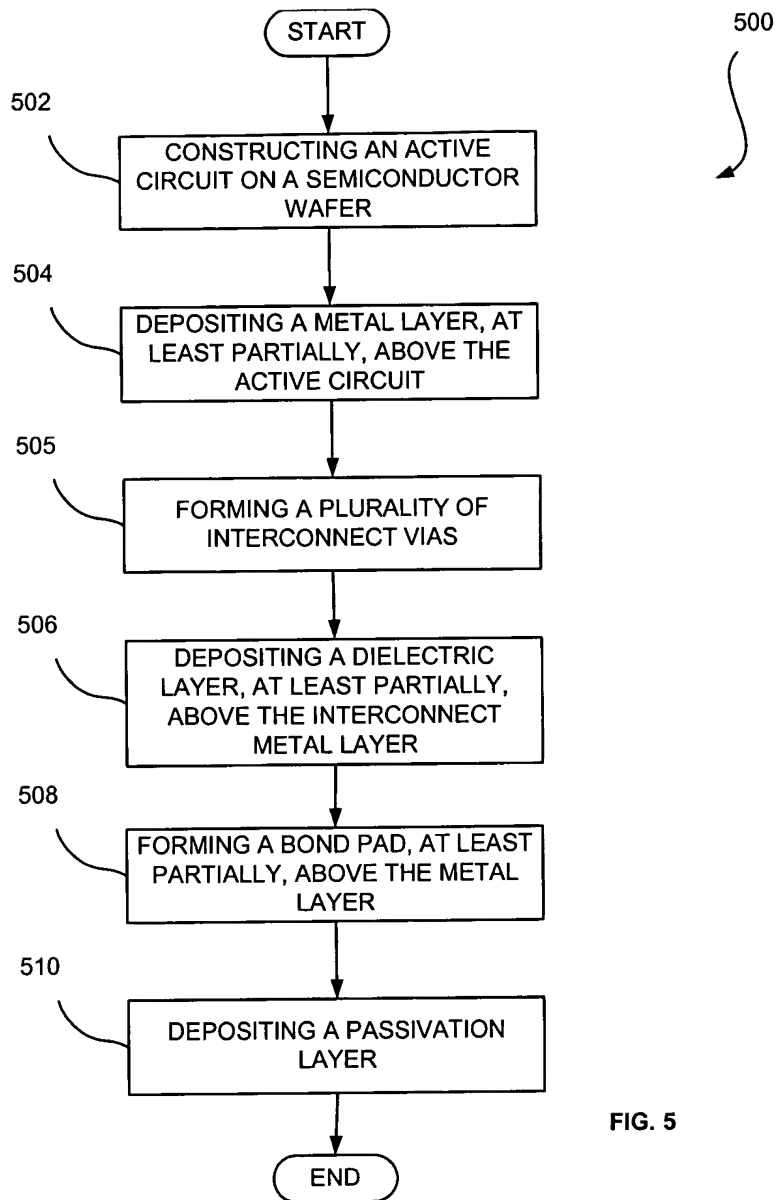 START
500
502
CONSTRUCTING AN ACTIVE
CIRCUIT ON A SEMICONDUCTOR
WAFER
504
DEPOSITING A METAL LAYER, AT
LEAST PARTIALLY, ABOVE THE
ACTIVE CIRCUIT
505
FORMING A PLURALITY OF
INTERCONNECT VIAS
506
DEPOSITING A DIELECTRIC
LAYER, AT LEAST PARTIALLY,
ABOVE THE INTERCONNECT
METAL LAYER
508
FORMING A BOND PAD, AT LEAST
PARTIALLY, ABOVE THE METAL
LAYER
510
DEPOSITING A PASSIVATION
LAYER
FIG. 5
END